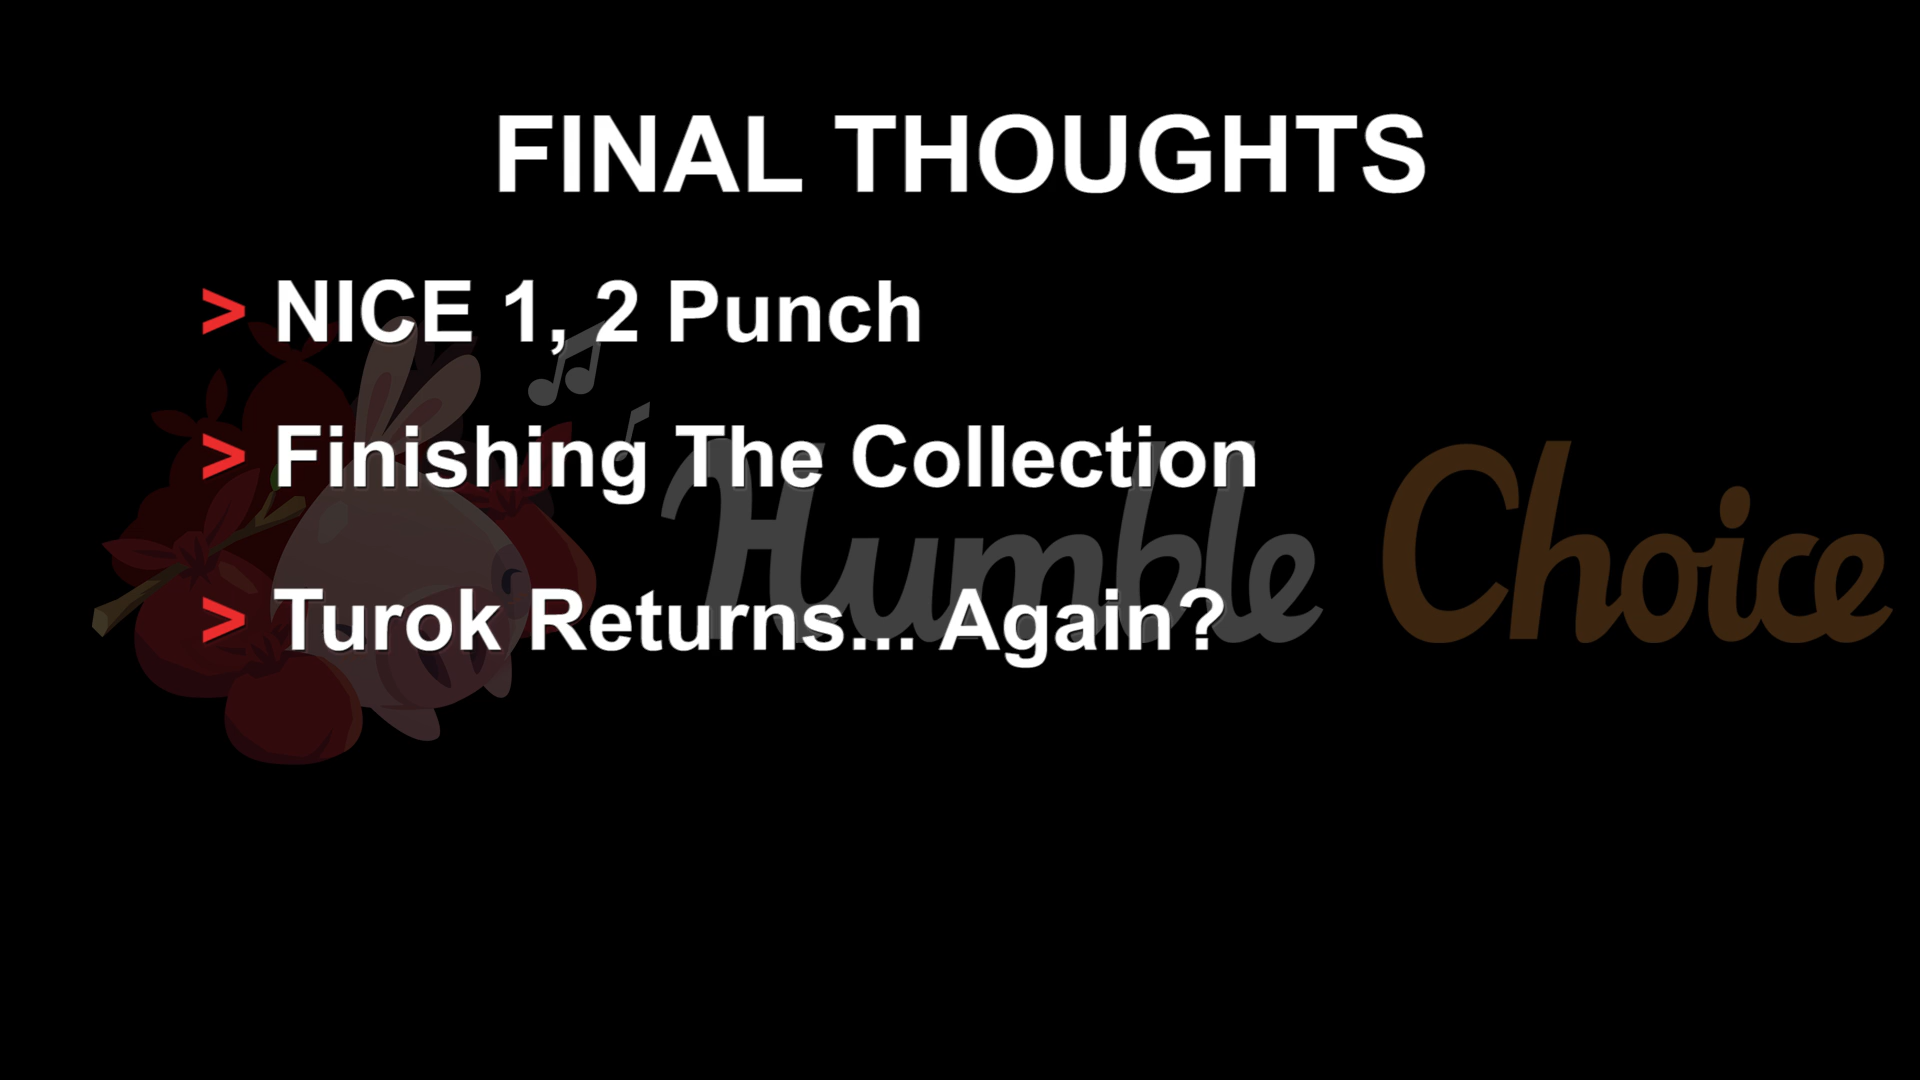 FINAL THOUGHTS
> NICE 1, 2 Punch
> Finishing The Collection
Humble Choice
> Turok Returns... Again?